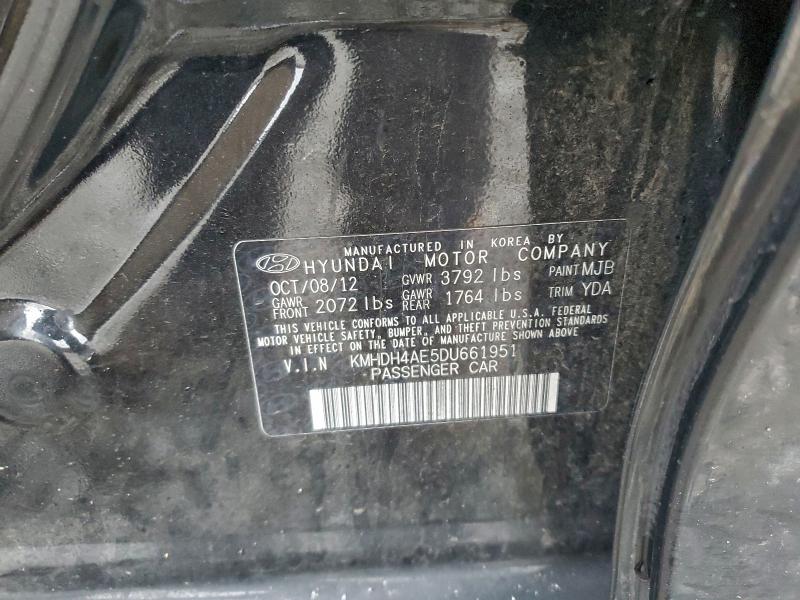 MANUFACTURED IN KOREA BY
HYUNDAI MOTOR COMPANY
OCT/08/12 GVWR 3792 lbs PAINT MJB
GAWR FRONT 2072 lbs GAWR REAR 1764 lbs TRIM YDA
THIS VEHICLE CONFORMS TO ALL APPLICABLE U.S.A. FEDERAL
MOTOR VEHICLE SAFETY, BUMPER, AND THEFT PREVENTION STANDARDS
IN EFFECT ON THE DATE OF MANUFACTURE SHOWN ABOVE
V.I.N KMHDH4AE5DU661951
PASSENGER CAR